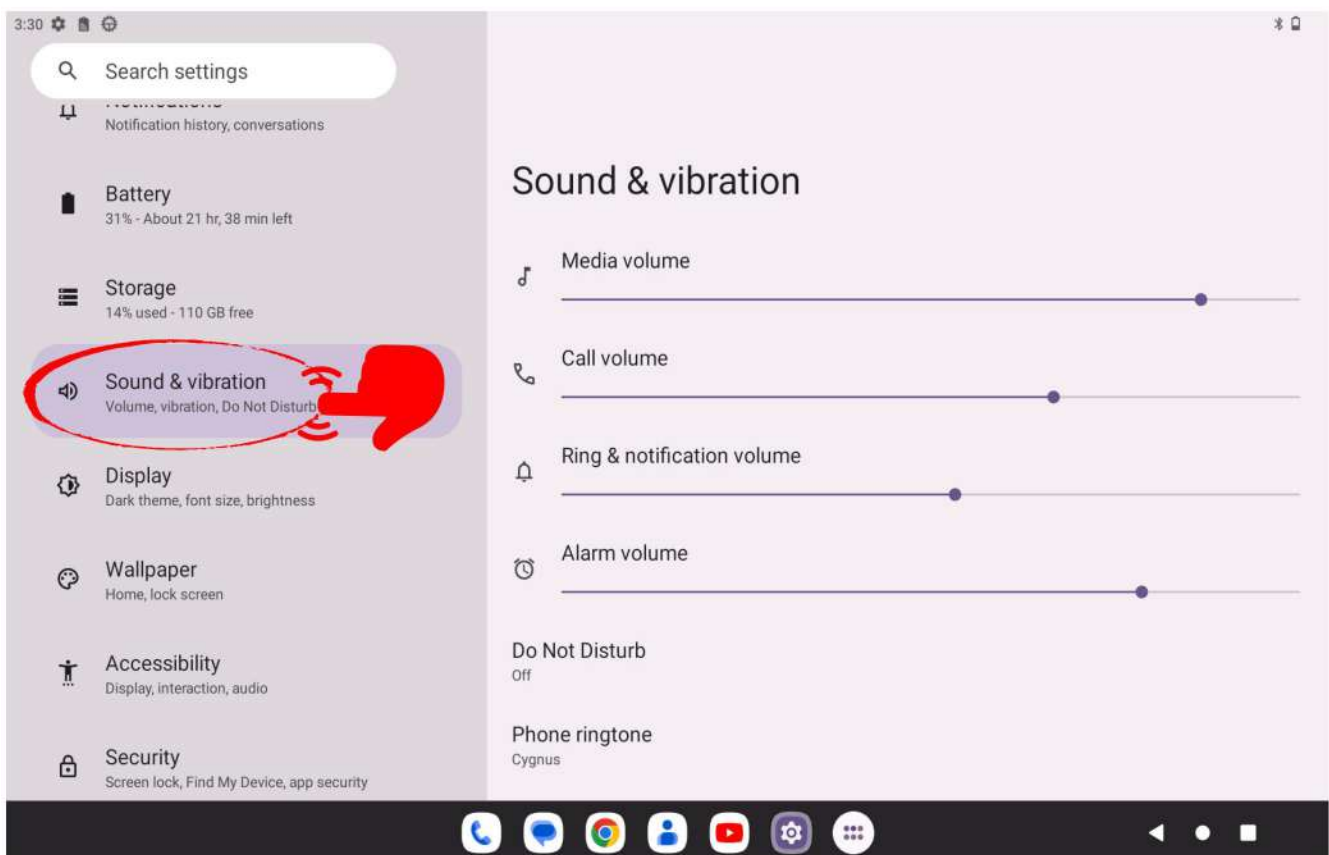 3:30
Search settings
Notification history, conversations
Battery
31% - About 21 hr, 38 min left
Storage
14% used - 110 GB free
Sound & vibration
Volume, vibration, Do Not Disturb
Display
Dark theme, font size, brightness
Wallpaper
Home, lock screen
Accessibility
Display, interaction, audio
Security
Screen lock, Find My Device, app security
Sound & vibration
Media volume
Call volume
Ring & notification volume
Alarm volume
Do Not Disturb
Off
Phone ringtone
Cygnus